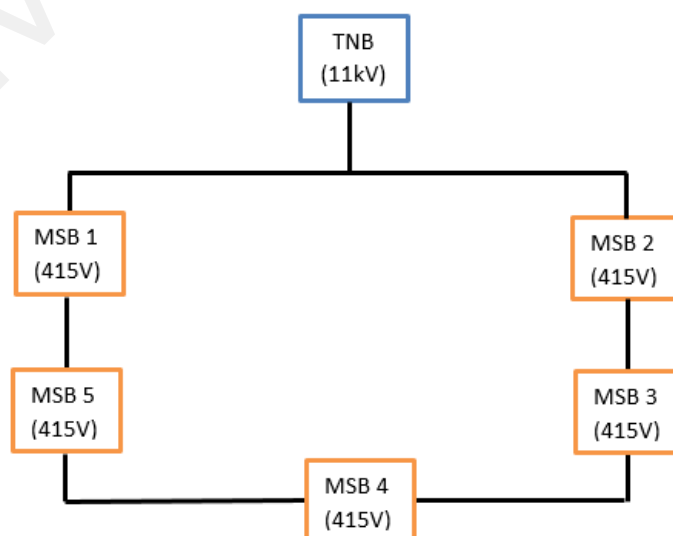 TNB
(11kV)
MSB 1
(415V)
MSB 2
(415V)
MSB 5
(415V)
MSB 3
(415V)
MSB 4
(415V)